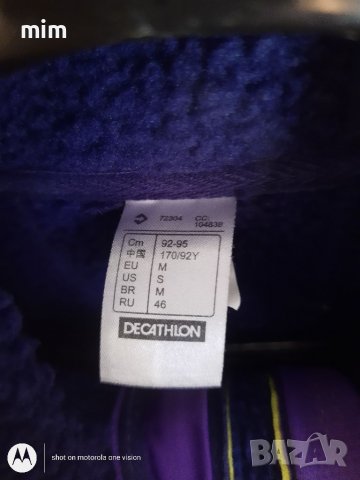 mim
72304 CC:
104838
Cm 92-95
中国 170/92Y
EU M
US S
BR M
RU 46
DECATHLON
shot on motorola one vision
BAZAR